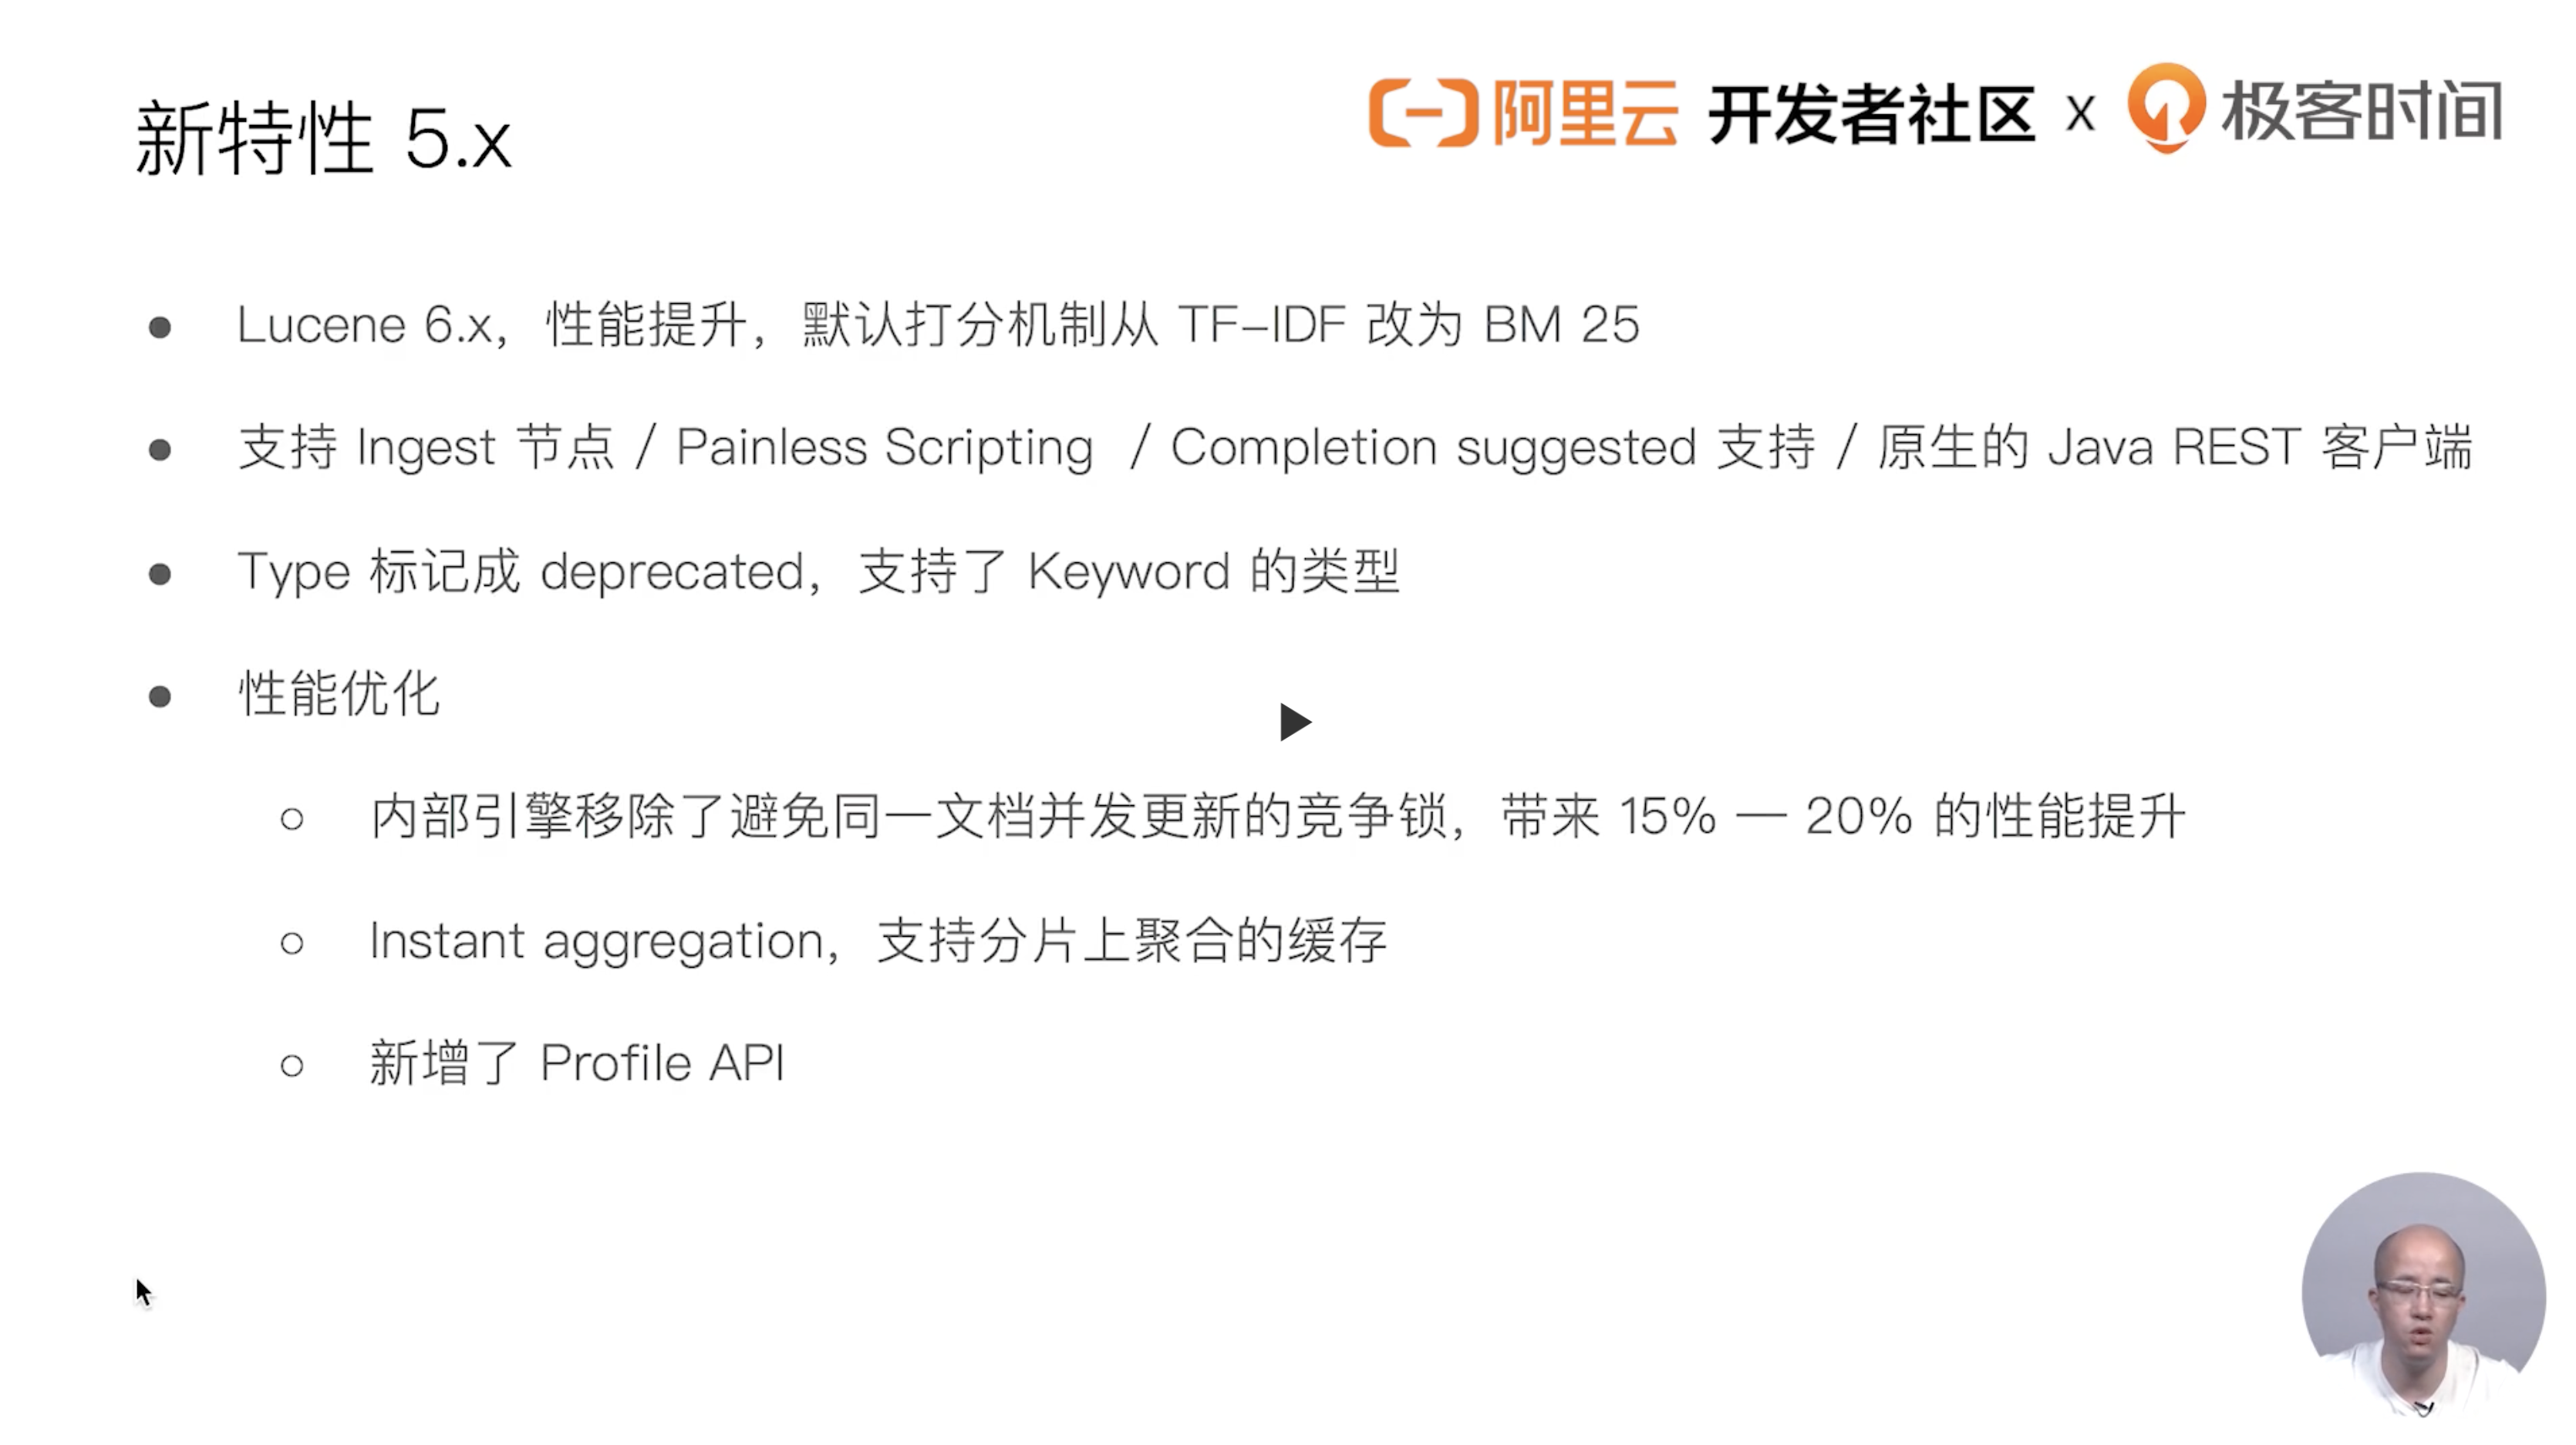 新特性 5.x
阿里云 开发者社区 x 极客时间
Lucene 6.x，性能提升，默认打分机制从 TF-IDF 改为 BM 25
支持 Ingest 节点 / Painless Scripting / Completion suggested 支持 / 原生的 Java REST 客户端
Type 标记成 deprecated，支持了 Keyword 的类型
性能优化
内部引擎移除了避免同一文档并发更新的竞争锁，带来 15% — 20% 的性能提升
Instant aggregation，支持分片上聚合的缓存
新增了 Profile API